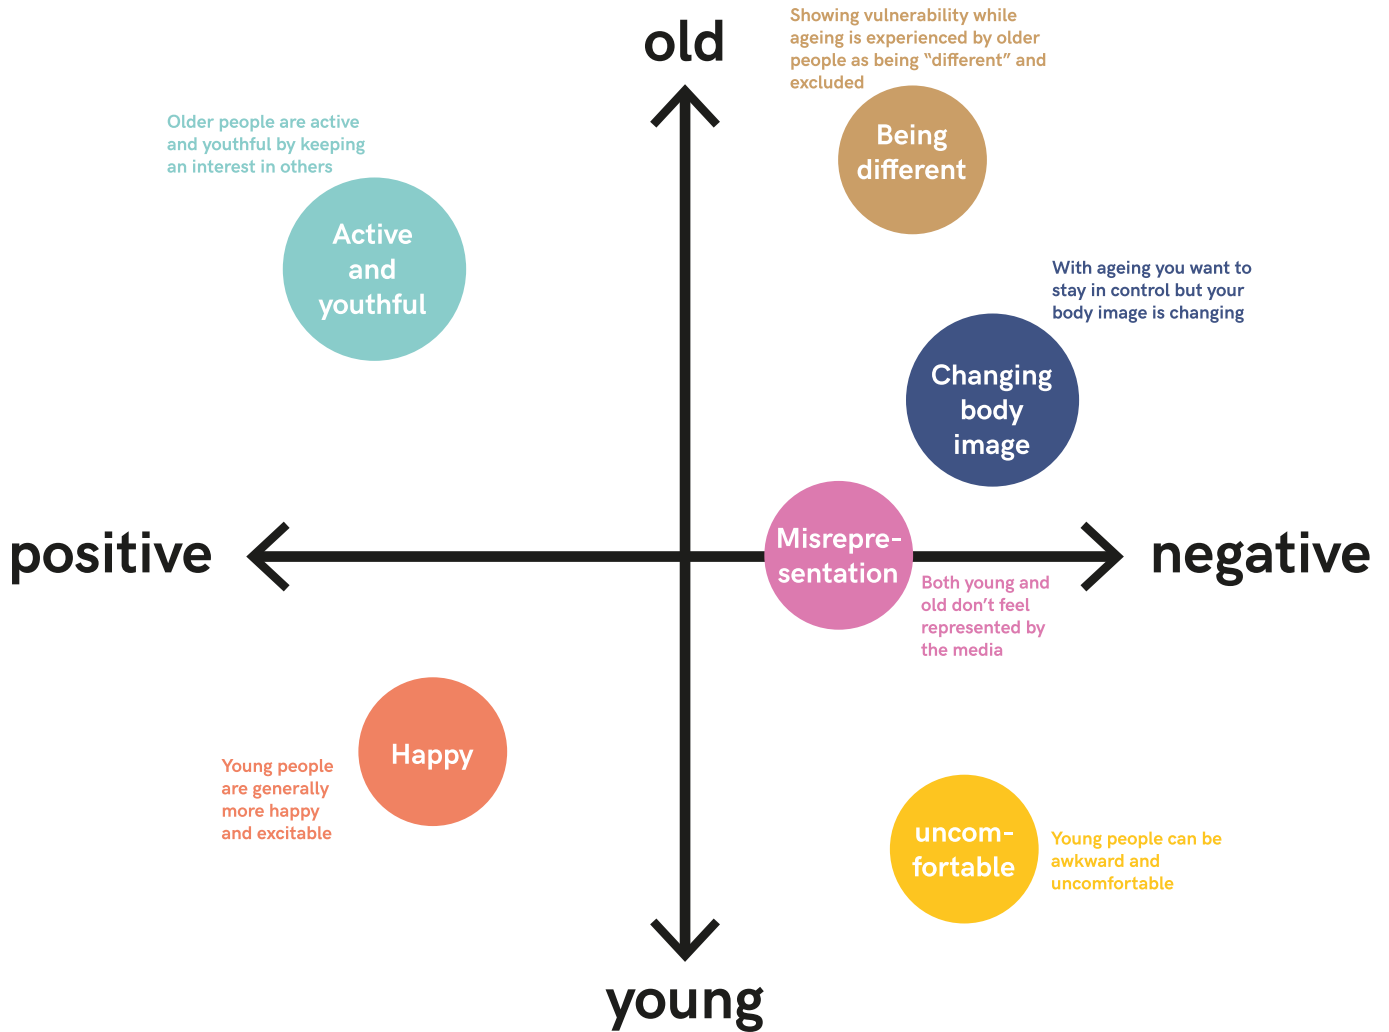 old
Showing vulnerability while
ageing is experienced by older
people as being “different” and
excluded
Being
different
Older people are active
and youthful by keeping
an interest in others
Active
and
youthful
With ageing you want to
stay in control but your
body image is changing
Changing
body
image
positive
negative
Misrepre-
sentation
Both young and
old don’t feel
represented by
the media
Happy
Young people
are generally
more happy
and excitable
uncom-
fortable
Young people can be
awkward and
uncomfortable
young